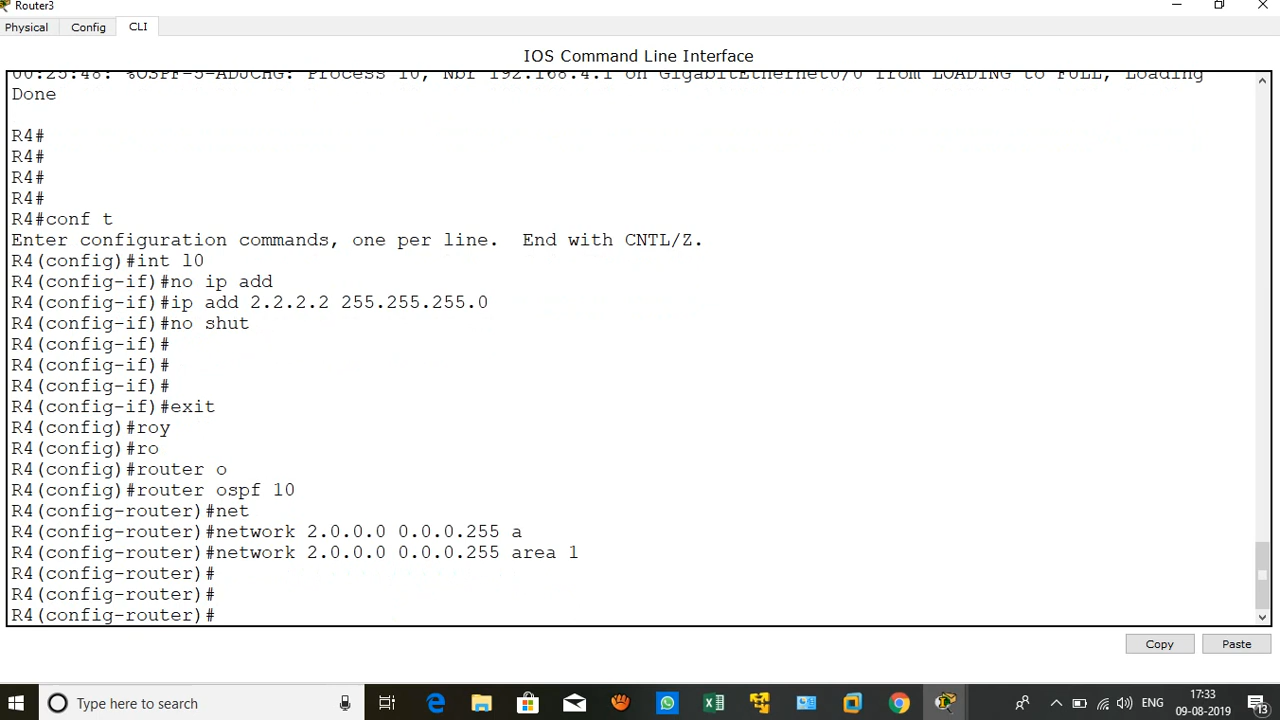 Router3
Physical Config CLI
IOS Command Line Interface
00:25:48: %OSPF-5-ADJCHG: Process 10, Nbr 192.168.4.1 on GigabitEthernet0/0 from LOADING to FULL, Loading
Done
R4#
R4#
R4#
R4#
R4#conf t
Enter configuration commands, one per line.  End with CNTL/Z.
R4(config)#int l0
R4(config-if)#no ip add
R4(config-if)#ip add 2.2.2.2 255.255.255.0
R4(config-if)#no shut
R4(config-if)#
R4(config-if)#
R4(config-if)#
R4(config-if)#exit
R4(config)#roy
R4(config)#ro
R4(config)#router o
R4(config)#router ospf 10
R4(config-router)#net
R4(config-router)#network 2.0.0.0 0.0.0.255 a
R4(config-router)#network 2.0.0.0 0.0.0.255 area 1
R4(config-router)#
R4(config-router)#
R4(config-router)#
Copy Paste
Type here to search
ENG
17:33
09-08-2019
13